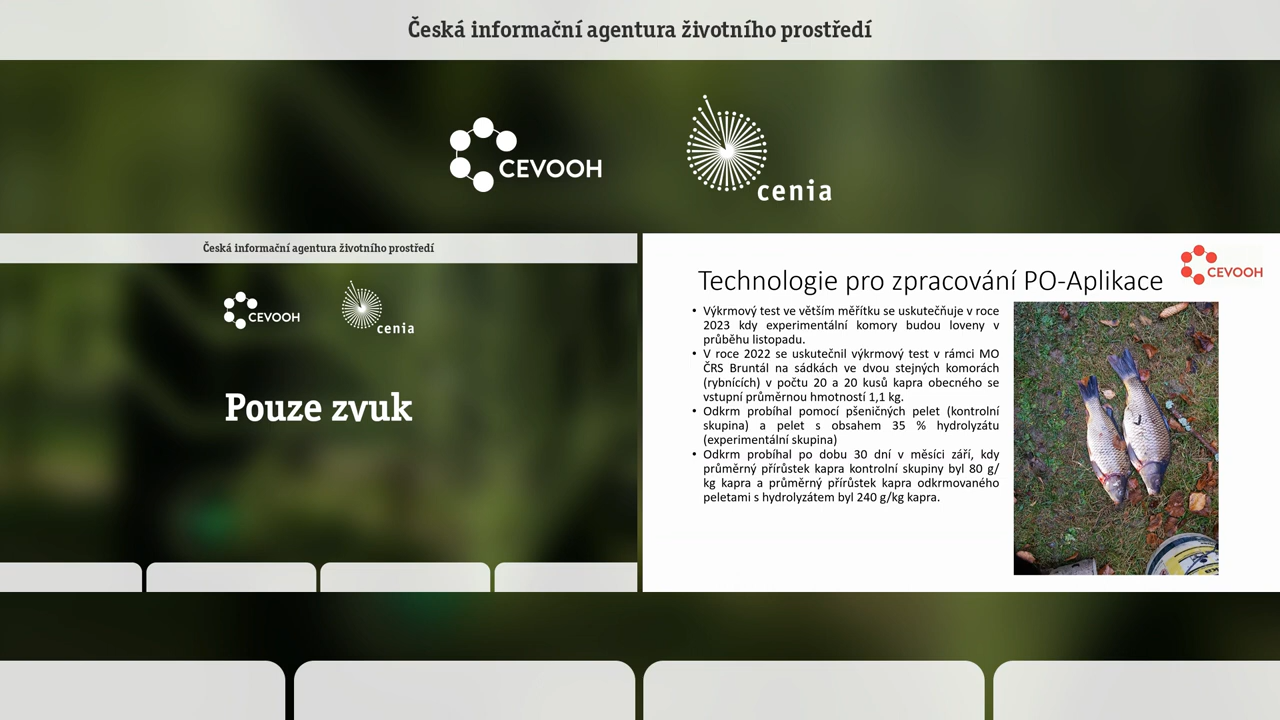 Česká informační agentura životního prostředí
CEVOOH
cenia
Česká informační agentura životního prostředí
CEVOOH
cenia
Pouze zvuk
CEVOOH
Technologie pro zpracování PO-Aplikace
• Výkrmový test ve větším měřítku se uskutečňuje v roce
2023 kdy experimentální komory budou loveny v
průběhu listopadu.
• V roce 2022 se uskutečnil výkrmový test v rámci MO
ČRS Bruntál na sádkách ve dvou stejných komorách
(rybnících) v počtu 20 a 20 kusů kapra obecného se
vstupní průměrnou hmotností 1,1 kg.
• Odkrm probíhal pomocí pšeničných pelet (kontrolní
skupina) a pelet s obsahem 35 % hydrolyzátu
(experimentální skupina)
• Odkrm probíhal po dobu 30 dní v měsíci září, kdy
průměrný přírůstek kapra kontrolní skupiny byl 80 g/
kg kapra a průměrný přírůstek kapra odkrmovaného
peletami s hydrolyzátem byl 240 g/kg kapra.